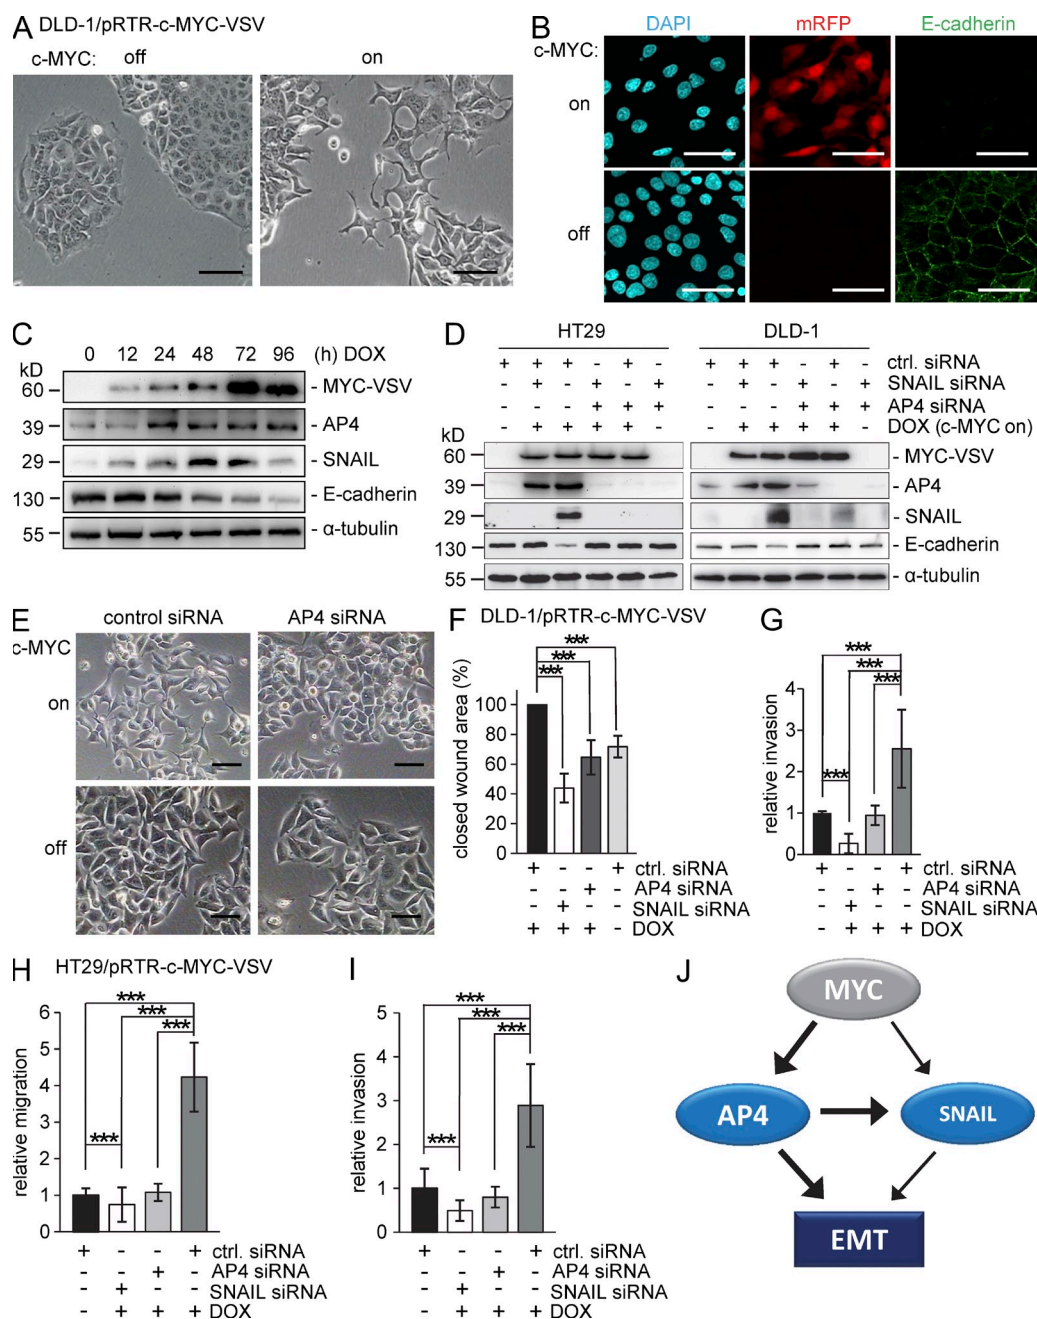 A DLD-1/pRTR-c-MYC-VSV
c-MYC: off on
B DAPI mRFP E-cadherin
c-MYC:
on
off
C
0 12 24 48 72 96 (h) DOX
kD
60 - MYC-VSV
39 - AP4
29 - SNAIL
130 - E-cadherin
55 - α-tubulin
D HT29 DLD-1
+ + + - + - + + + - + - ctrl. siRNA
- + - + - + - + - + - + SNAIL siRNA
- - - + + + - - - + + + AP4 siRNA
- + + + + - - + + + + - DOX (c-MYC on)
kD
60 - MYC-VSV
39 - AP4
29 - SNAIL
130 - E-cadherin
55 - α-tubulin
E control siRNA AP4 siRNA
c-MYC
on
off
F DLD-1/pRTR-c-MYC-VSV
closed wound area (%)
100
80
60
40
20
0
*** 
***
***
+ - - + ctrl. siRNA
- - + - AP4 siRNA
- + - - SNAIL siRNA
+ + + - DOX
G
relative invasion
4
3
2
1
0
***
***
***
***
+ - - + ctrl. siRNA
- - + - AP4 siRNA
- + - - SNAIL siRNA
- + + + DOX
H HT29/pRTR-c-MYC-VSV
relative migration
6
5
4
3
2
1
0
***
***
***
***
+ - - + ctrl. siRNA
- - + - AP4 siRNA
- + - - SNAIL siRNA
- + + + DOX
I
relative invasion
5
4
3
2
1
0
***
***
***
***
+ - - + ctrl. siRNA
- - + - AP4 siRNA
- + - - SNAIL siRNA
- + + + DOX
J
MYC
AP4 SNAIL
EMT